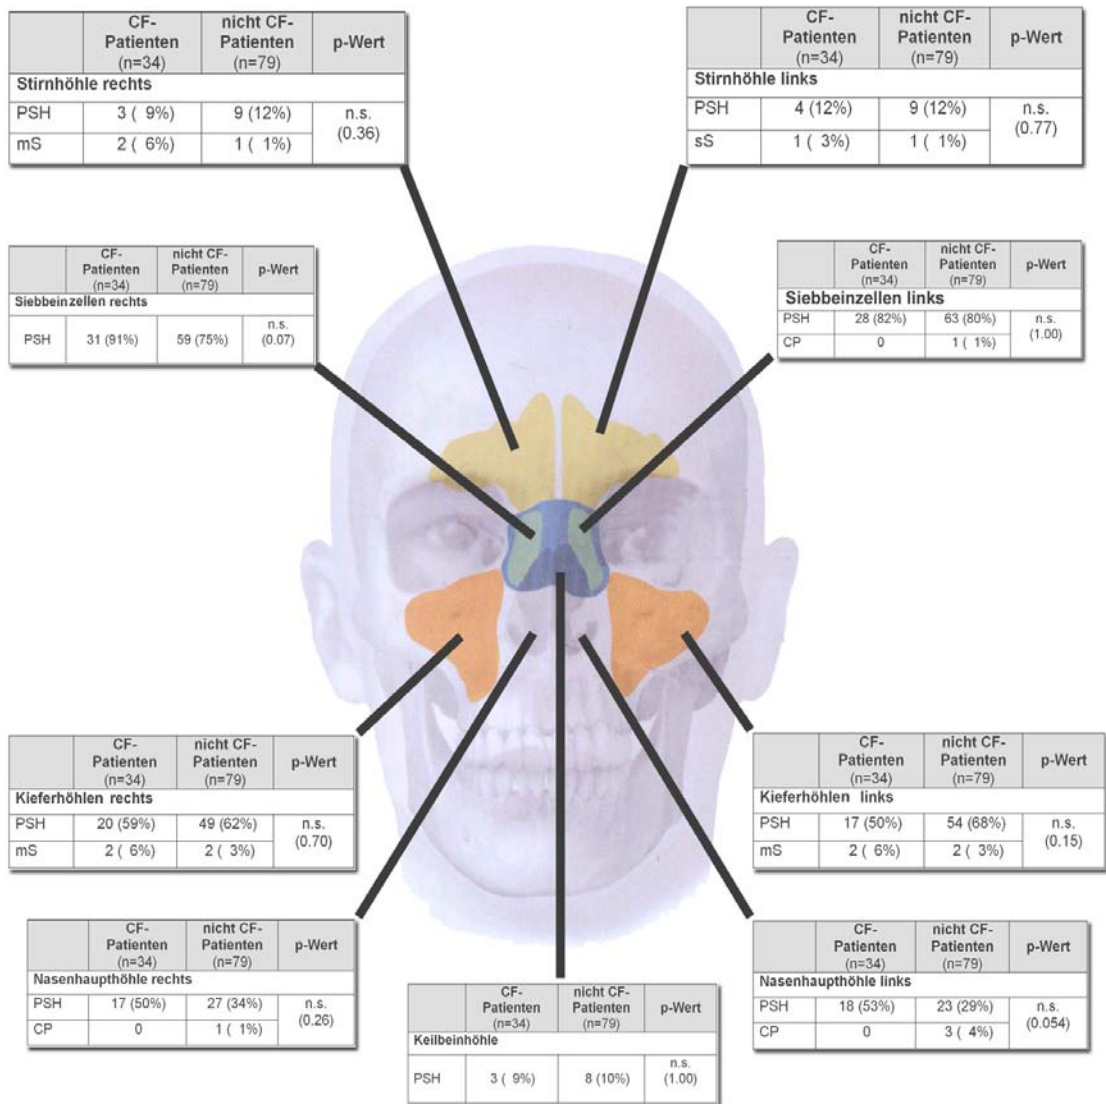 CF-Patienten (n=34) nicht CF-Patienten (n=79) p-Wert
Stirnhöhle rechts
PSH 3 ( 9%) 9 (12%) n.s. (0.36)
mS 2 ( 6%) 1 ( 1%)
CF-Patienten (n=34) nicht CF-Patienten (n=79) p-Wert
Stirnhöhle links
PSH 4 (12%) 9 (12%) n.s. (0.77)
sS 1 ( 3%) 1 ( 1%)
CF-Patienten (n=34) nicht CF-Patienten (n=79) p-Wert
Siebbeinzellen rechts
PSH 31 (91%) 59 (75%) n.s. (0.07)
CF-Patienten (n=34) nicht CF-Patienten (n=79) p-Wert
Siebbeinzellen links
PSH 28 (82%) 63 (80%) n.s (1.00)
CP 0 1 ( 1%)
CF-Patienten (n=34) nicht CF-Patienten (n=79) p-Wert
Kieferhöhlen rechts
PSH 20 (59%) 49 (62%) n.s. (0.70)
mS 2 ( 6%) 2 ( 3%)
CF-Patienten (n=34) nicht CF-Patienten (n=79) p-Wert
Kieferhöhlen links
PSH 17 (50%) 54 (68%) n.s. (0.15)
mS 2 ( 6%) 2 ( 3%)
CF-Patienten (n=34) nicht CF-Patienten (n=79) p-Wert
Nasenhaupthöhle rechts
PSH 17 (50%) 27 (34%) n.s. (0.26)
CP 0 1 ( 1%)
CF-Patienten (n=34) nicht CF-Patienten (n=79) p-Wert
Keilbeinhöhle
PSH 3 ( 9%) 8 (10%) n.s. (1.00)
CF-Patienten (n=34) nicht CF-Patienten (n=79) p-Wert
Nasenhaupthöhle links
PSH 18 (53%) 23 (29%) n.s. (0.054)
CP 0 3 ( 4%)